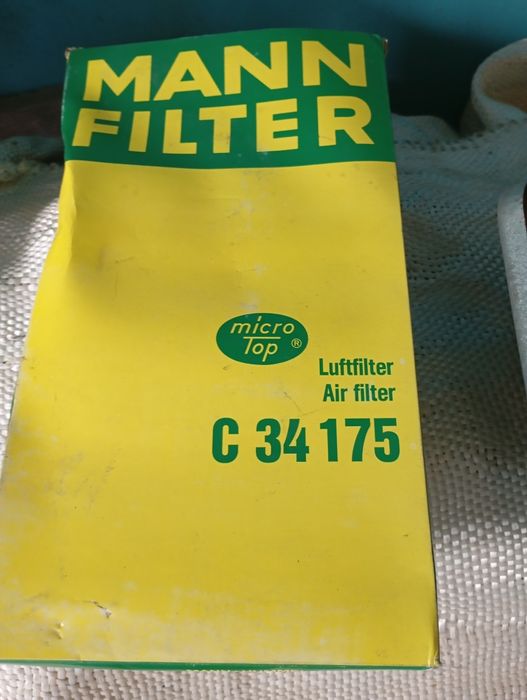 MANN
FILTER
micro
Top ®
Luftfilter
Air filter
C 34 175